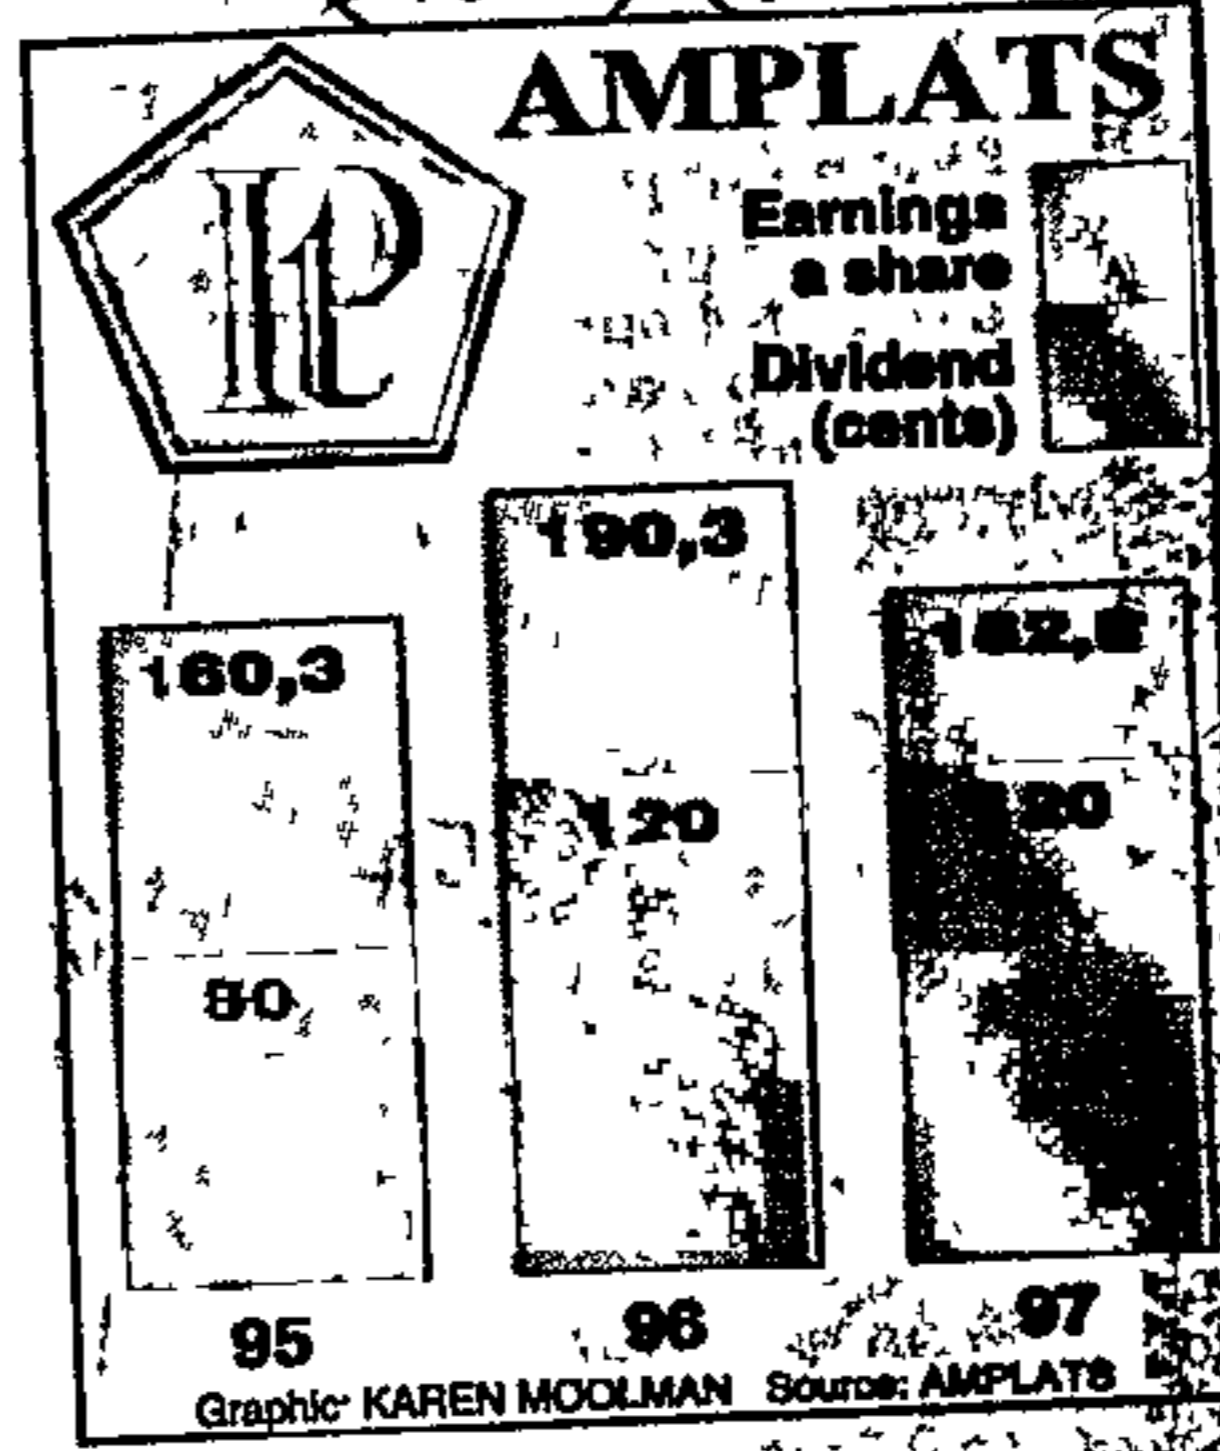 AMPLATS
Earnings
a share
Dividend
(cents)
160,3
80
95
190,3
120
96
120
97
Graphic: KAREN MOOLMAN Source: AMPLATS